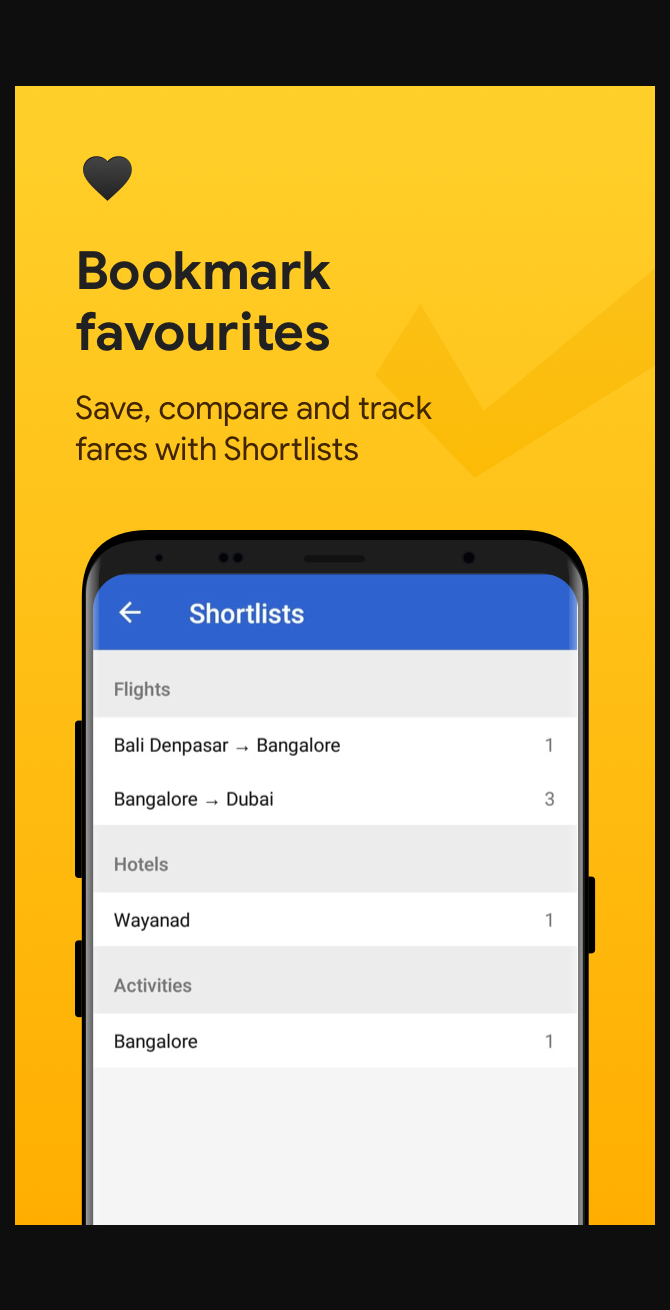 Bookmark
favourites
Save, compare and track
fares with Shortlists
Shortlists
Flights
Bali Denpasar → Bangalore 1
Bangalore → Dubai 3
Hotels
Wayanad 1
Activities
Bangalore 1